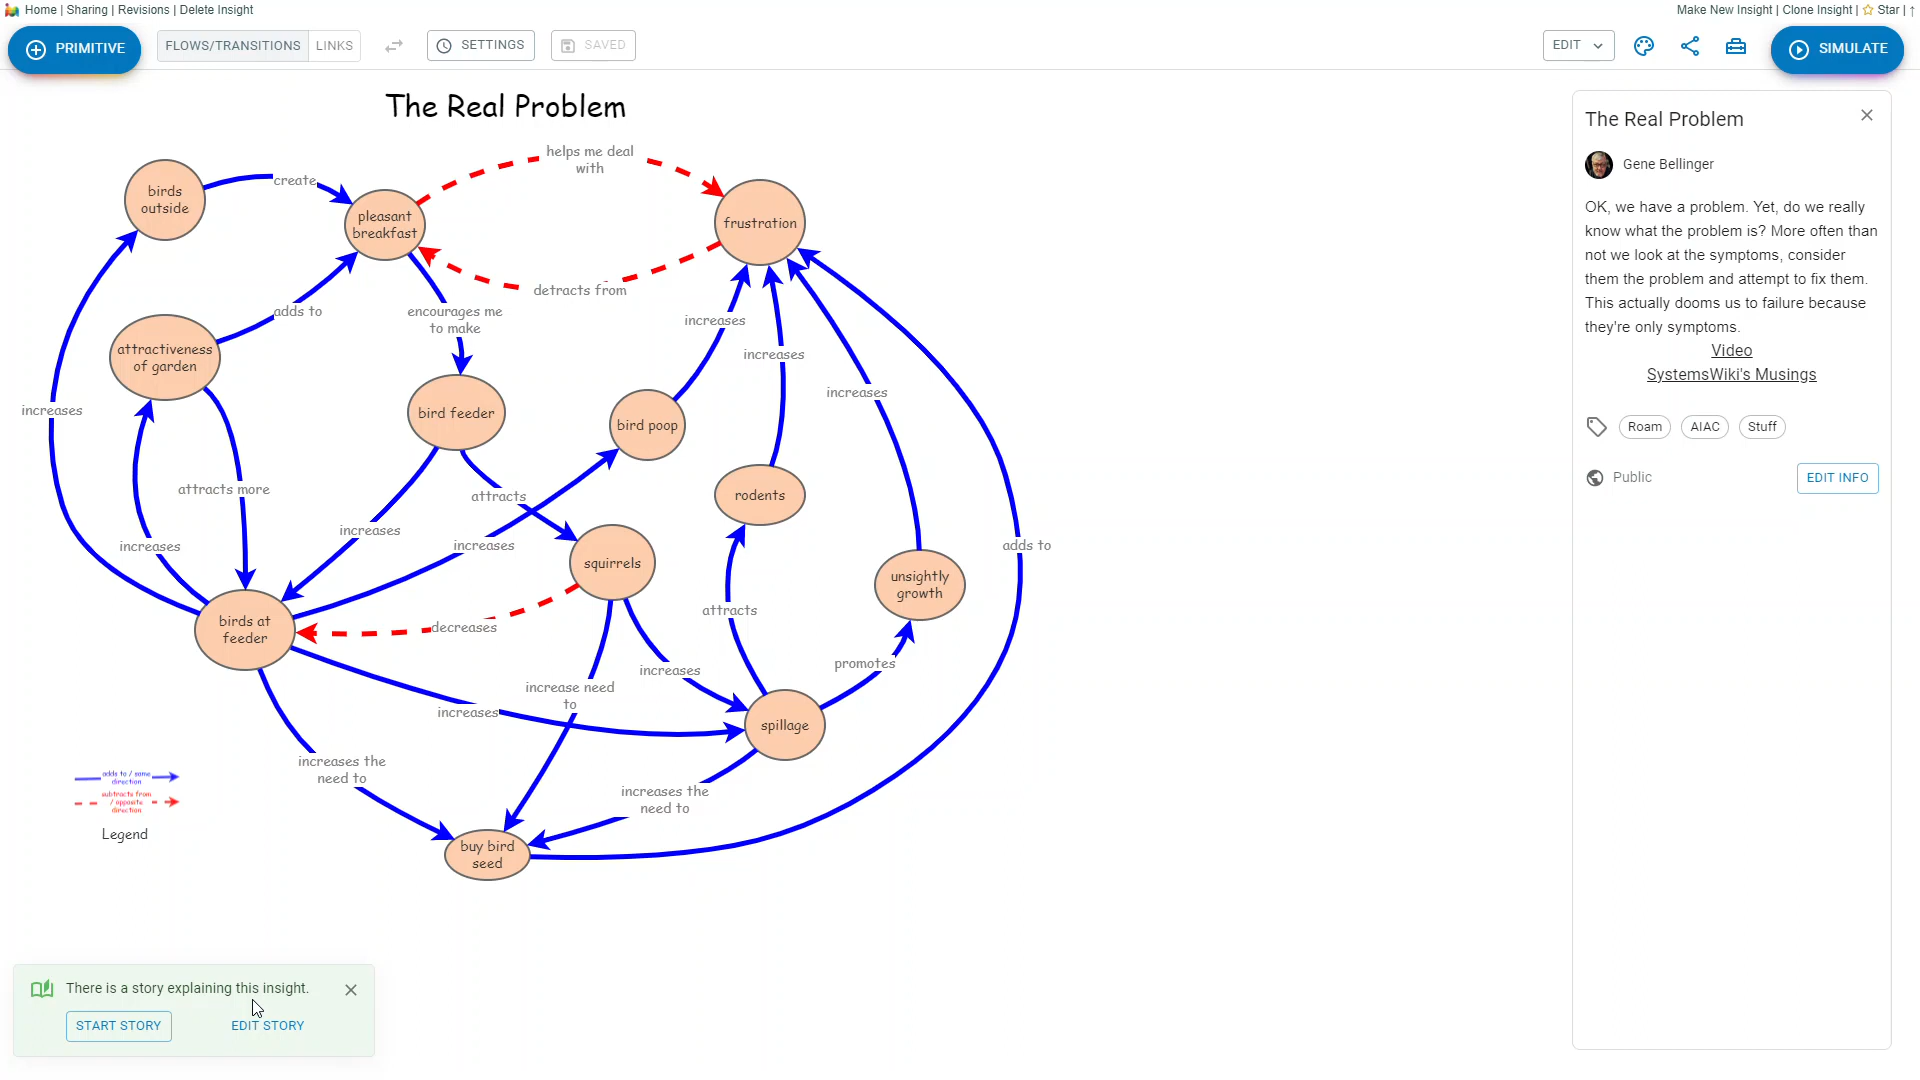 Home | Sharing | Revisions | Delete Insight
Make New Insight | Clone Insight | Star | ↑
PRIMITIVE
FLOWS/TRANSITIONS
LINKS
SETTINGS
SAVED
EDIT
SIMULATE
The Real Problem
helps me deal
with
birds
outside
create
pleasant
breakfast
frustration
detracts from
adds to
encourages me
to make
increases
increases
attractiveness
of garden
increases
increases
bird feeder
bird poop
attracts more
attracts
rodents
increases
increases
increases
adds to
squirrels
unsightly
growth
attracts
birds at
feeder
decreases
promotes
increases
increase need
to
increases
spillage
increases the
need to
adds to / same
direction
subtracts from
/ opposite
direction
Legend
increases the
need to
buy bird
seed
There is a story explaining this insight.
START STORY
EDIT STORY
The Real Problem
Gene Bellinger
OK, we have a problem. Yet, do we really
know what the problem is? More often than
not we look at the symptoms, consider
them the problem and attempt to fix them.
This actually dooms us to failure because
they're only symptoms.
Video
SystemsWiki's Musings
Roam
AIAC
Stuff
Public
EDIT INFO